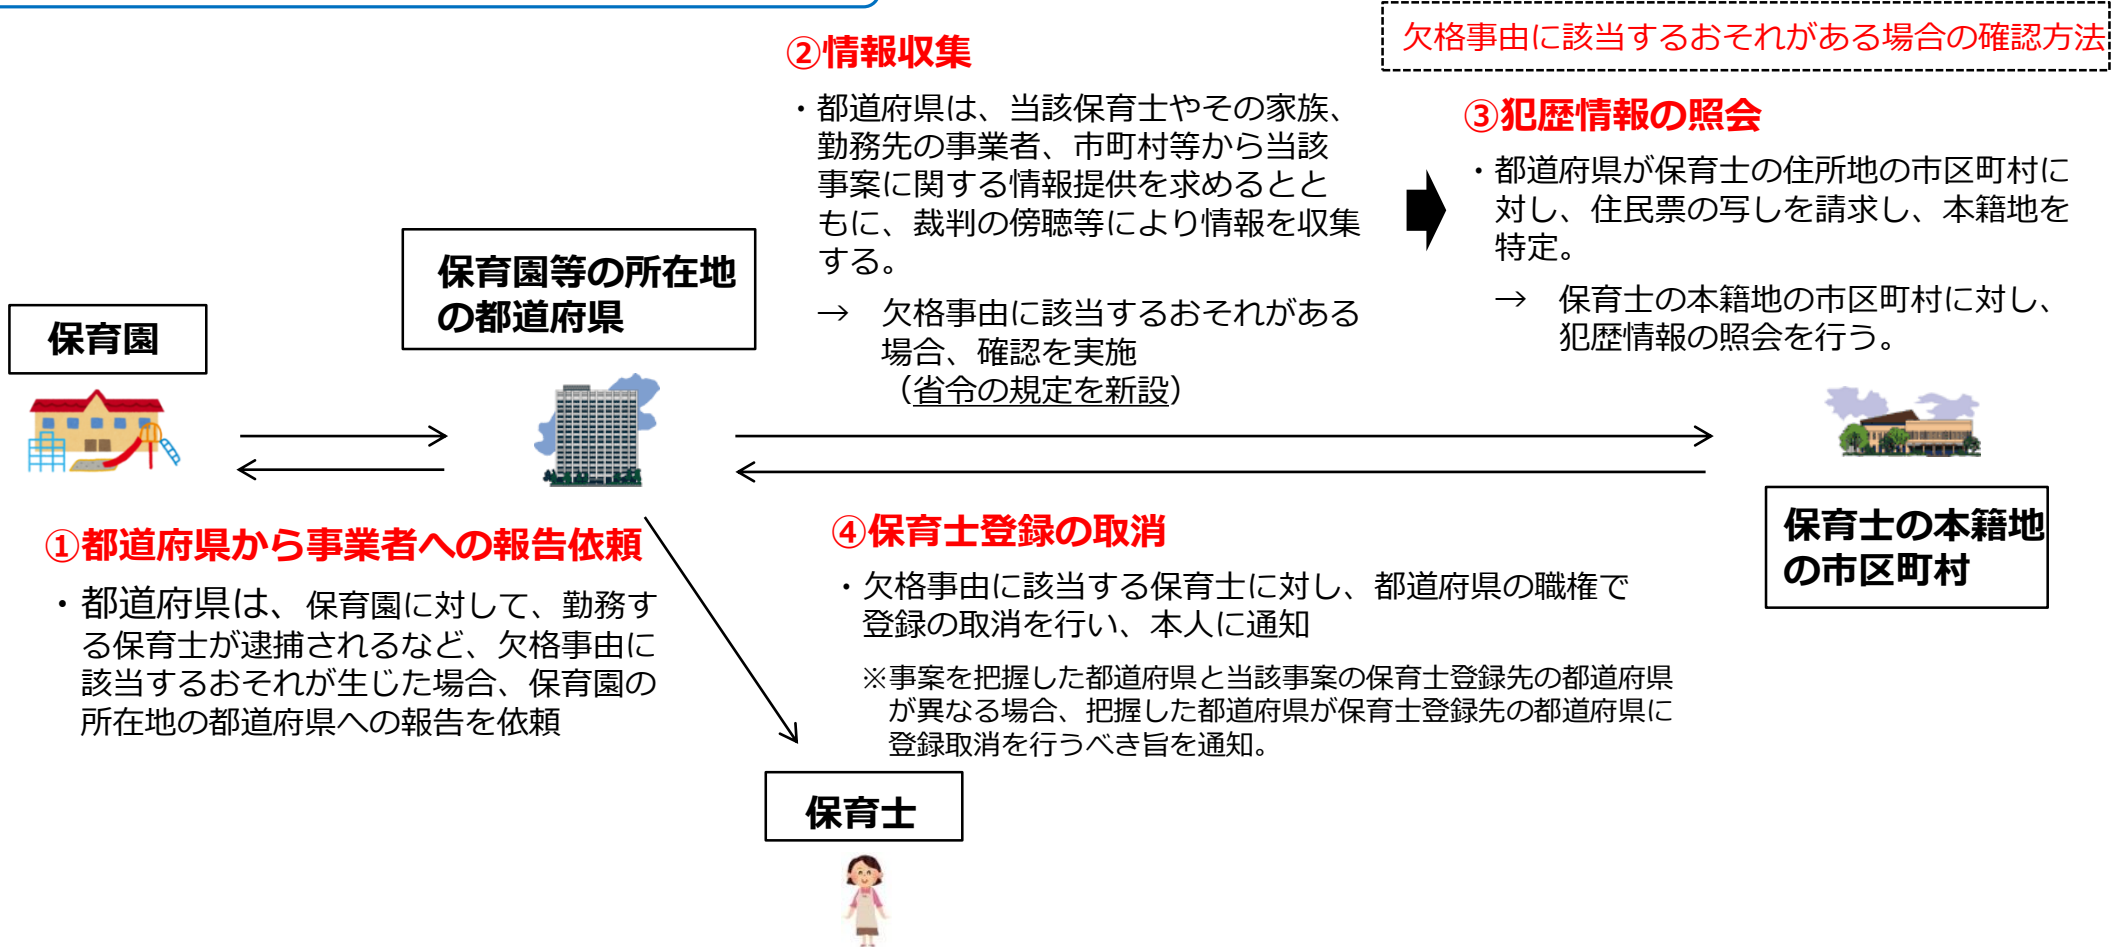 欠格事由に該当するおそれがある場合の確認方法
②情報収集
・都道府県は、当該保育士やその家族、
勤務先の事業者、市町村等から当該
事案に関する情報提供を求めるとと
もに、裁判の傍聴等により情報を収集
する。
→　欠格事由に該当するおそれがある
場合、確認を実施
（省令の規定を新設）
③犯歴情報の照会
・都道府県が保育士の住所地の市区町村に
対し、住民票の写しを請求し、本籍地を
特定。
→　保育士の本籍地の市区町村に対し、
犯歴情報の照会を行う。
保育園等の所在地
の都道府県
保育園
①都道府県から事業者への報告依頼
・都道府県は、保育園に対して、勤務す
る保育士が逮捕されるなど、欠格事由に
該当するおそれが生じた場合、保育園の
所在地の都道府県への報告を依頼
④保育士登録の取消
・欠格事由に該当する保育士に対し、都道府県の職権で
登録の取消を行い、本人に通知
※事案を把握した都道府県と当該事案の保育士登録先の都道府県
が異なる場合、把握した都道府県が保育士登録先の都道府県に
登録取消を行うべき旨を通知。
保育士の本籍地
の市区町村
保育士